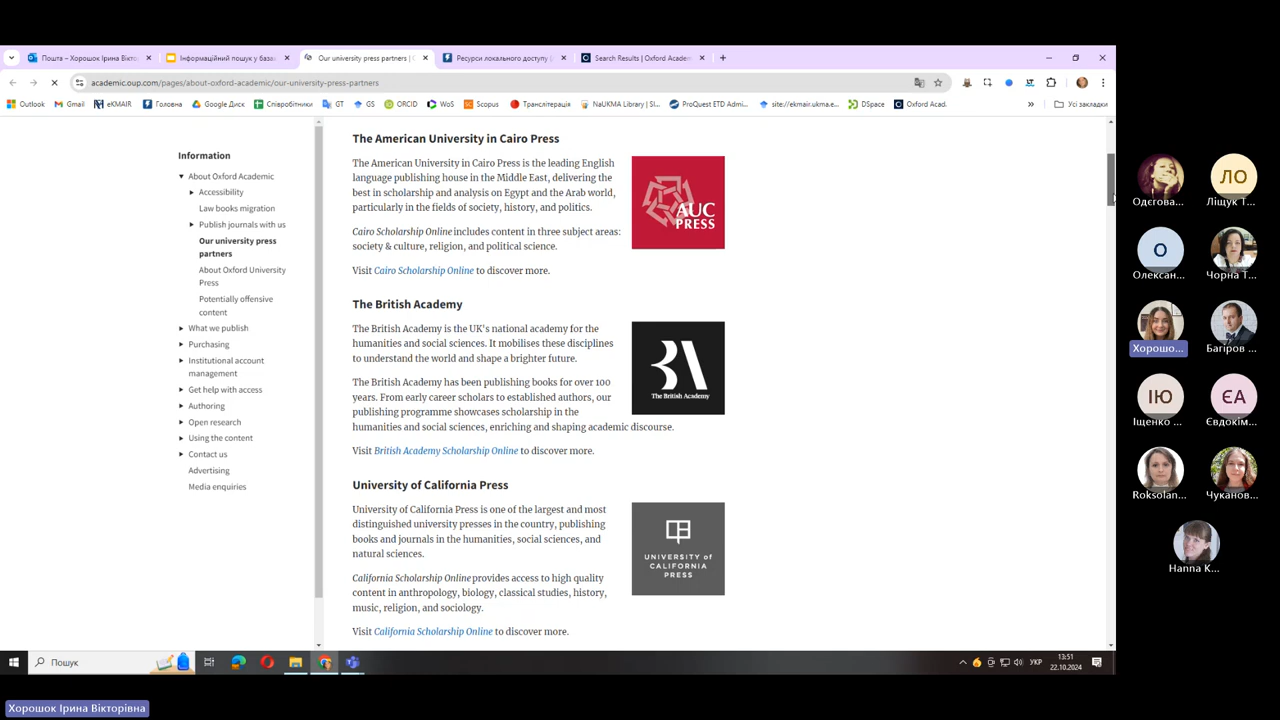 Пошта – Хорошок Ірина Вікто
Інформаційний пошук у база
Our university press partners | C
Ресурси локального доступу |
Search Results | Oxford Academ
academic.oup.com/pages/about-oxford-academic/our-university-press-partners
Outlook
Gmail
eKMAIR
Головна
Google Диск
Співробітники
GT
GS
ORCID
WoS
Scopus
Транслітерація
NaUKMA Library | Sl...
ProQuest ETD Admi...
site://ekmair.ukma.e...
DSpace
Oxford Acad.
»
Усі закладки
Information
About Oxford Academic
Accessibility
Law books migration
Publish journals with us
Our university press
partners
About Oxford University
Press
Potentially offensive
content
What we publish
Purchasing
Institutional account
management
Get help with access
Authoring
Open research
Using the content
Contact us
Advertising
Media enquiries
The American University in Cairo Press
The American University in Cairo Press is the leading English
language publishing house in the Middle East, delivering the
best in scholarship and analysis on Egypt and the Arab world,
particularly in the fields of society, history, and politics.
Cairo Scholarship Online includes content in three subject areas:
society & culture, religion, and political science.
Visit Cairo Scholarship Online to discover more.
AUC
PRESS
The British Academy
The British Academy is the UK's national academy for the
humanities and social sciences. It mobilises these disciplines
to understand the world and shape a brighter future.
The British Academy has been publishing books for over 100
years. From early career scholars to established authors, our
publishing programme showcases scholarship in the
humanities and social sciences, enriching and shaping academic discourse.
Visit British Academy Scholarship Online to discover more.
BA
The British Academy
University of California Press
University of California Press is one of the largest and most
distinguished university presses in the country, publishing
books and journals in the humanities, social sciences, and
natural sciences.
California Scholarship Online provides access to high quality
content in anthropology, biology, classical studies, history,
music, religion, and sociology.
Visit California Scholarship Online to discover more.
UNIVERSITY of
CALIFORNIA
PRESS
Одєгова...
ЛО
Ліщук Т...
О
Олексан...
Чорна Т...
Хорошо...
Багіров ...
ІЮ
Іщенко ...
ЄА
Євдокім...
Roksolan...
Чуканов...
Hanna K...
Пошук
УКР
13:51
22.10.2024
Хорошок Ірина Вікторівна